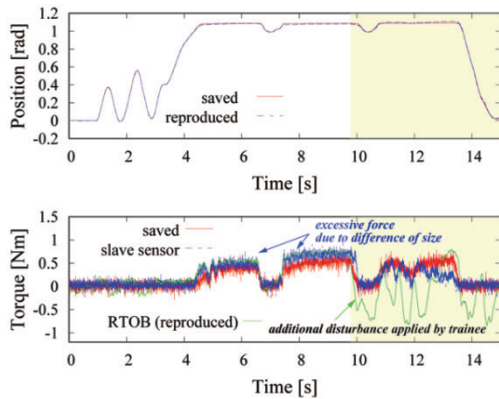 1.2
1
0.8
0.6
0.4
0.2
0
-0.2
Position [rad]
saved
reproduced
0 2 4 6 8 10 12 14
Time [s]
1.5
1
0.5
0
-0.5
-1
Torque [Nm]
saved
slave sensor
excessive force
due to difference of size
RTOB (reproduced)
additional disturbance applied by trainee
0 2 4 6 8 10 12 14
Time [s]